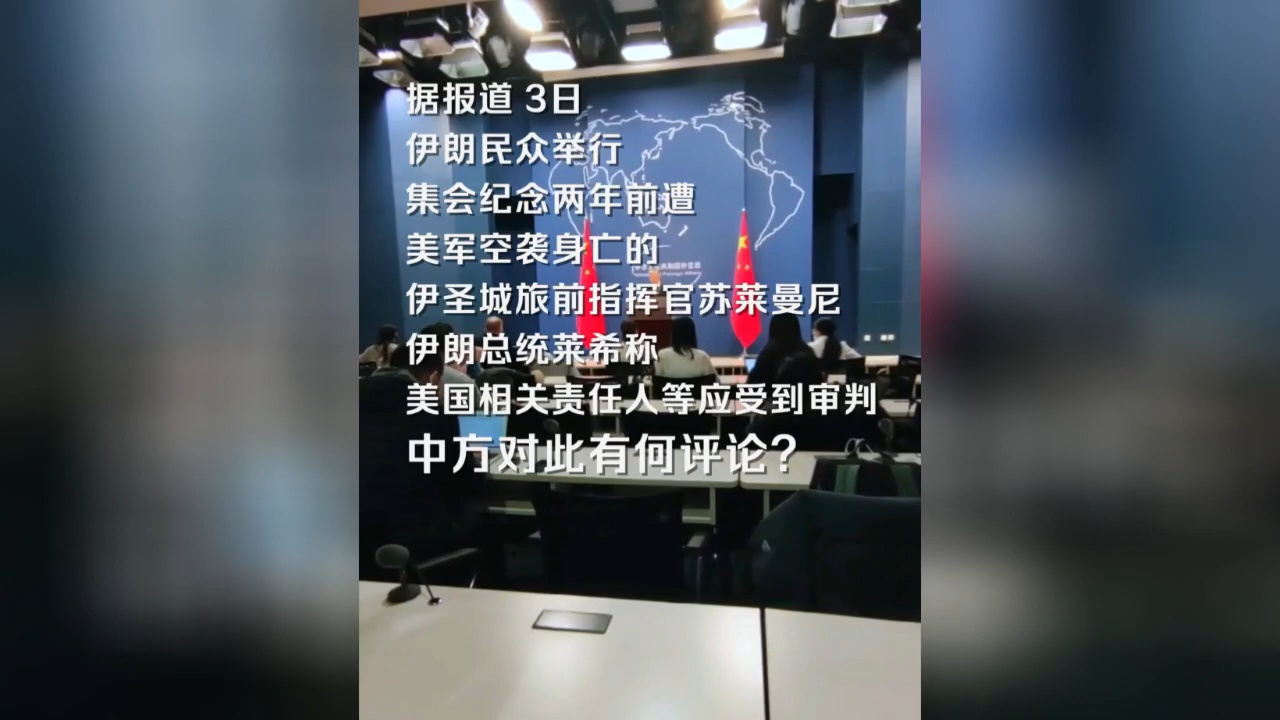 据报道 3日
伊朗民众举行
集会纪念两年前遭
美军空袭身亡的
伊圣城旅前指挥官苏莱曼尼
伊朗总统莱希称
美国相关责任人等应受到审判
中方对此有何评论？